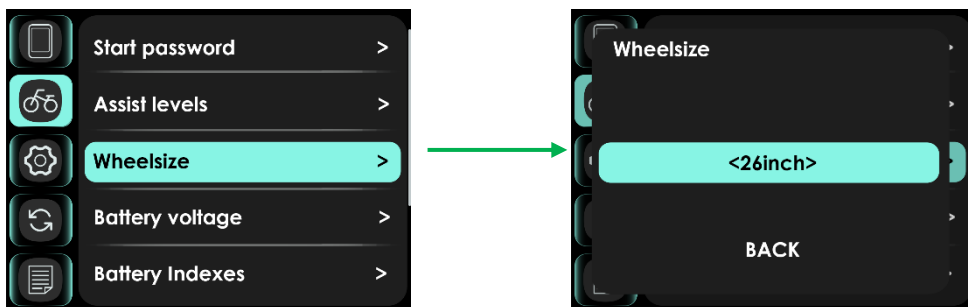 Start password >
Assist levels >
Wheelsize >
Battery voltage >
Battery Indexes >
Wheelsize
<26inch>
BACK